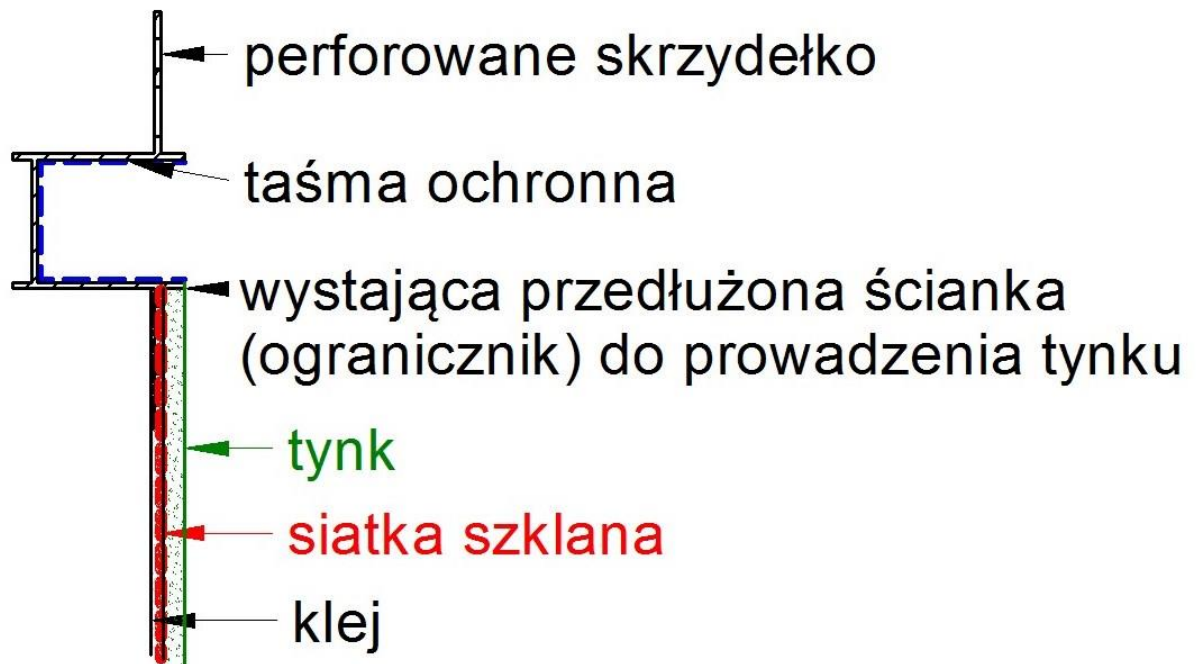 perforowane skrzydełko
taśma ochronna
wystająca przedłużona ścianka
(ogranicznik) do prowadzenia tynku
tynk
siatka szklana
klej